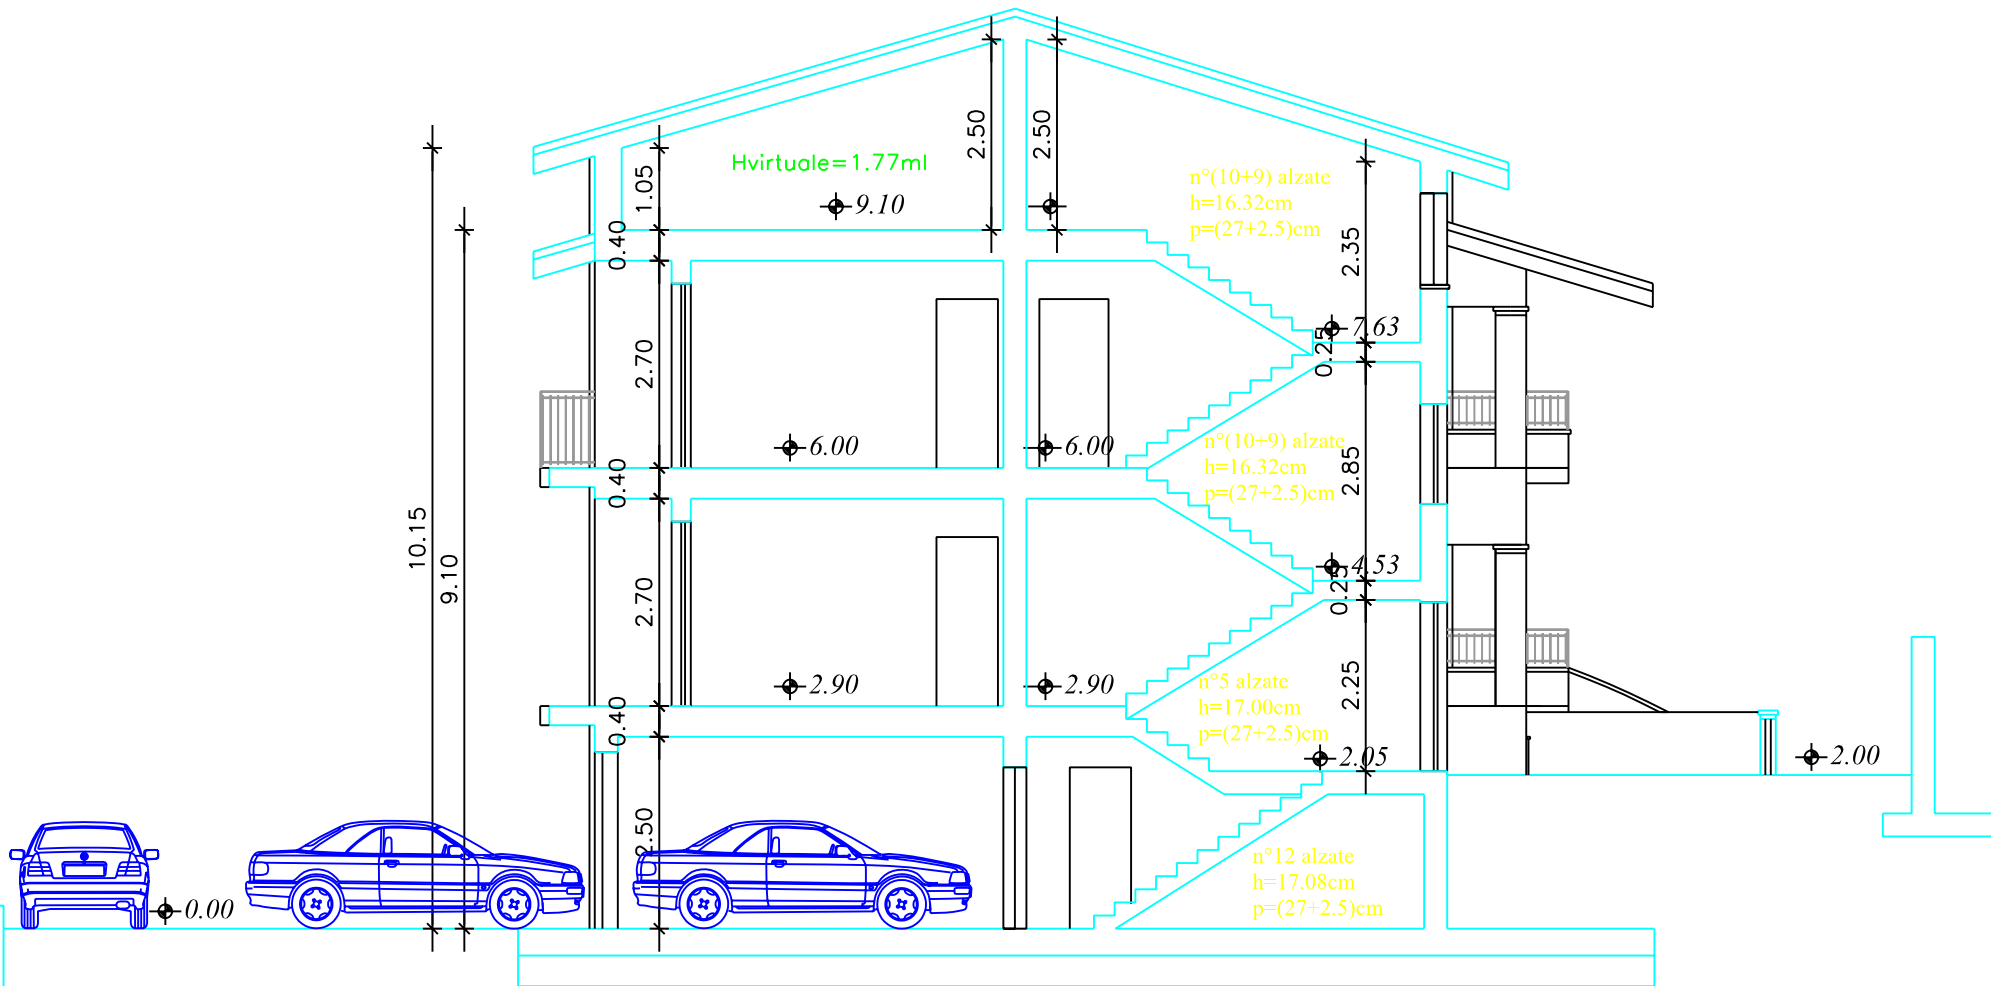 2.50
2.50
Hvirtuale=1.77ml
1.05
9.10
n°(10+9) alzate
h=16.32cm
p=(27+2.5)cm
0.40
2.35
7.63
0.25
2.70
6.00
6.00
n°(10+9) alzate
h=16.32cm
p=(27+2.5)cm
0.40
2.85
10.15
9.10
4.53
0.25
2.70
2.90
2.90
n°5 alzate
h=17.00cm
p=(27+2.5)cm
0.40
2.25
2.05
2.00
2.50
n°12 alzate
h=17.08cm
p=(27+2.5)cm
0.00